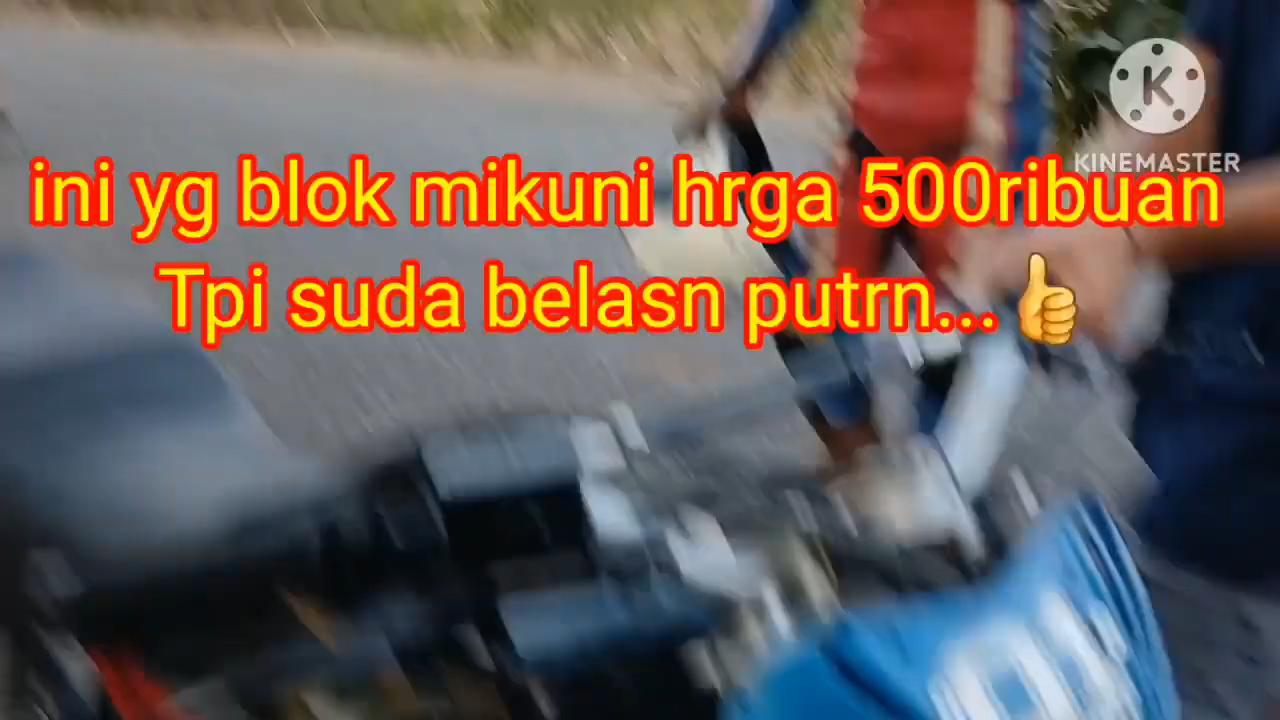 K
KINEMASTER
ini yg blok mikuni hrga 500ribuan
Tpi suda belasn putrn...👍